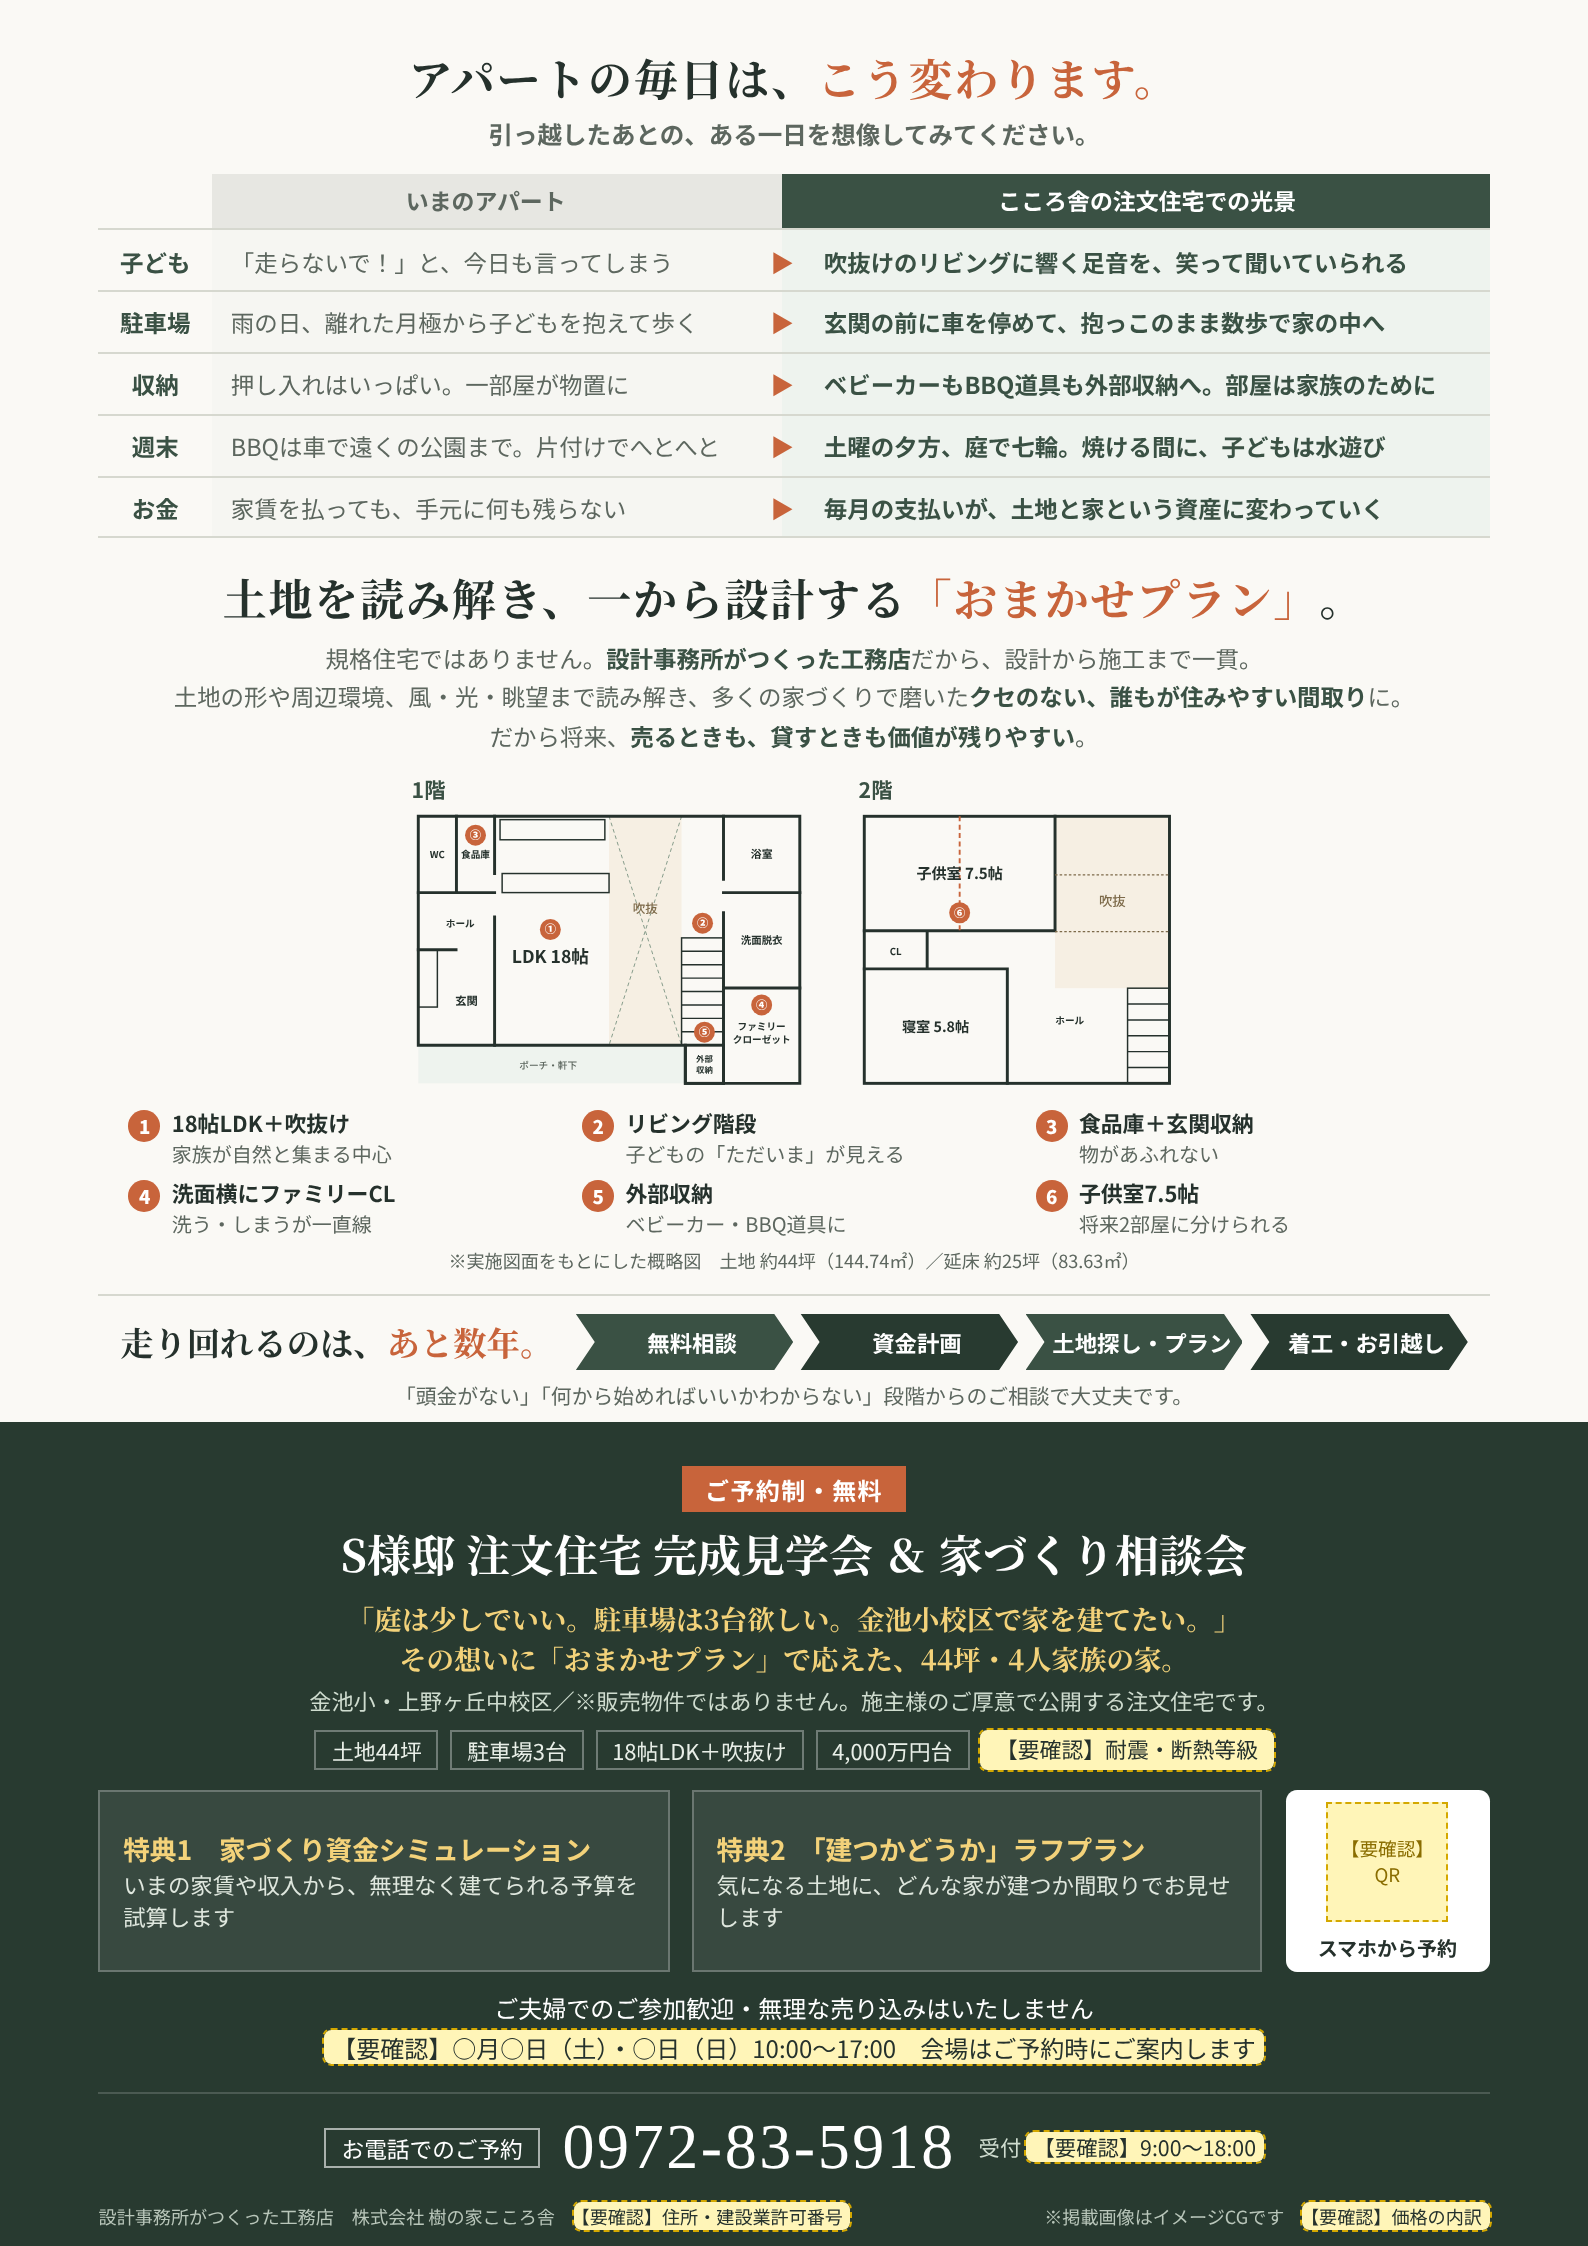 アパートの毎日は、こう変わります。
引っ越したあとの、ある一日を想像してみてください。
いまのアパート
こころ舎の注文住宅での光景
子ども 「走らないで！」と、今日も言ってしまう ▶ 吹抜けのリビングに響く足音を、笑って聞いていられる
駐車場 雨の日、離れた月極から子どもを抱えて歩く ▶ 玄関の前に車を停めて、抱っこのまま数歩で家の中へ
収納 押し入れはいっぱい。一部屋が物置に ▶ ベビーカーもBBQ道具も外部収納へ。部屋は家族のために
週末 BBQは車で遠くの公園まで。片付けでへとへと ▶ 土曜の夕方、庭で七輪。焼ける間に、子どもは水遊び
お金 家賃を払っても、手元に何も残らない ▶ 毎月の支払いが、土地と家という資産に変わっていく
土地を読み解き、一から設計する「おまかせプラン」。
規格住宅ではありません。設計事務所がつくった工務店だから、設計から施工まで一貫。
土地の形や周辺環境、風・光・眺望まで読み解き、多くの家づくりで磨いたクセのない、誰もが住みやすい間取りに。
だから将来、売るときも、貸すときも価値が残りやすい。
1階
WC
③
食品庫
浴室
吹抜
ホール
①
②
LDK 18帖
洗面脱衣
玄関
④
ファミリー
クローゼット
⑤
外部
収納
ポーチ・軒下
2階
子供室 7.5帖
吹抜
⑥
CL
寝室 5.8帖
ホール
1 18帖LDK＋吹抜け
家族が自然と集まる中心
2 リビング階段
子どもの「ただいま」が見える
3 食品庫＋玄関収納
物があふれない
4 洗面横にファミリーCL
洗う・しまうが一直線
5 外部収納
ベビーカー・BBQ道具に
6 子供室7.5帖
将来2部屋に分けられる
※実施図面をもとにした概略図　土地 約44坪（144.74㎡）／延床 約25坪（83.63㎡）
走り回れるのは、あと数年。
無料相談
資金計画
土地探し・プラン
着工・お引越し
「頭金がない」「何から始めればいいかわからない」段階からのご相談で大丈夫です。
ご予約制・無料
S様邸 注文住宅 完成見学会 ＆ 家づくり相談会
「庭は少しでいい。駐車場は3台欲しい。金池小校区で家を建てたい。」
その想いに「おまかせプラン」で応えた、44坪・4人家族の家。
金池小・上野ヶ丘中校区／※販売物件ではありません。施主様のご厚意で公開する注文住宅です。
土地44坪
駐車場3台
18帖LDK＋吹抜け
4,000万円台
【要確認】耐震・断熱等級
特典1　家づくり資金シミュレーション
いまの家賃や収入から、無理なく建てられる予算を
試算します
特典2　「建つかどうか」ラフプラン
気になる土地に、どんな家が建つか間取りでお見せ
します
【要確認】
QR
スマホから予約
ご夫婦でのご参加歓迎・無理な売り込みはいたしません
【要確認】〇月〇日（土）・〇日（日）10:00〜17:00　会場はご予約時にご案内します
お電話でのご予約
0972-83-5918
受付【要確認】9:00〜18:00
設計事務所がつくった工務店　株式会社 樹の家こころ舎　【要確認】住所・建設業許可番号
※掲載画像はイメージCGです　【要確認】価格の内訳